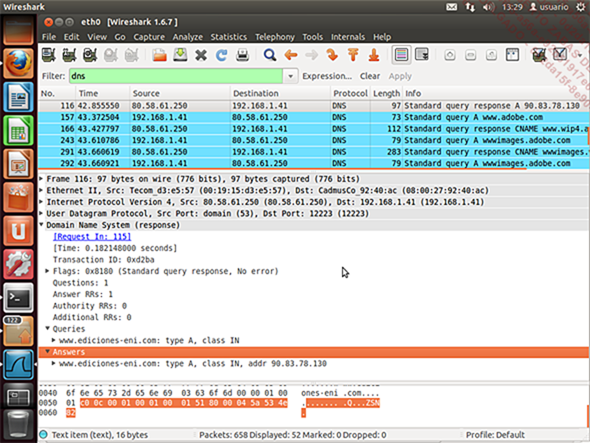 Wireshark
13:29 usuario
eth0 [Wireshark 1.6.7]
File Edit View Go Capture Analyze Statistics Telephony Tools Internals Help
Filter: dns Expression... Clear Apply
No. Time Source Destination Protocol Length Info
116 42.855550 80.58.61.250 192.168.1.41 DNS 97 Standard query response A 90.83.78.130
157 43.372504 192.168.1.41 80.58.61.250 DNS 73 Standard query A www.adobe.com
166 43.427797 80.58.61.250 192.168.1.41 DNS 112 Standard query response CNAME www.wip4.a
243 43.610786 192.168.1.41 80.58.61.250 DNS 79 Standard query A wwwimages.adobe.com
291 43.660619 80.58.61.250 192.168.1.41 DNS 283 Standard query response CNAME wwwimages.
292 43.660921 192.168.1.41 80.58.61.250 DNS 79 Standard query A wwwimages.adobe.com
Frame 116: 97 bytes on wire (776 bits), 97 bytes captured (776 bits)
Ethernet II, Src: Tecom_d3:e5:57 (00:19:15:d3:e5:57), Dst: CadmusCo_92:40:ac (08:00:27:92:40:ac)
Internet Protocol Version 4, Src: 80.58.61.250 (80.58.61.250), Dst: 192.168.1.41 (192.168.1.41)
User Datagram Protocol, Src Port: domain (53), Dst Port: 12223 (12223)
Domain Name System (response)
[Request In: 115]
[Time: 0.182148000 seconds]
Transaction ID: 0xd2ba
Flags: 0x8180 (Standard query response, No error)
Questions: 1
Answer RRs: 1
Authority RRs: 0
Additional RRs: 0
Queries
www.ediciones-eni.com: type A, class IN
Answers
www.ediciones-eni.com: type A, class IN, addr 90.83.78.130
0040 6f 6e 65 73 2d 65 6e 69 03 63 6f 6d 00 00 01 00 ones-eni .com....
0050 01 c0 0c 00 01 00 01 00 01 51 80 00 04 5a 53 4e ........ .Q...ZSN
0060 82
Text item (text), 16 bytes Packets: 658 Displayed: 52 Marked: 0 Dropped: 0 Profile: Default
122